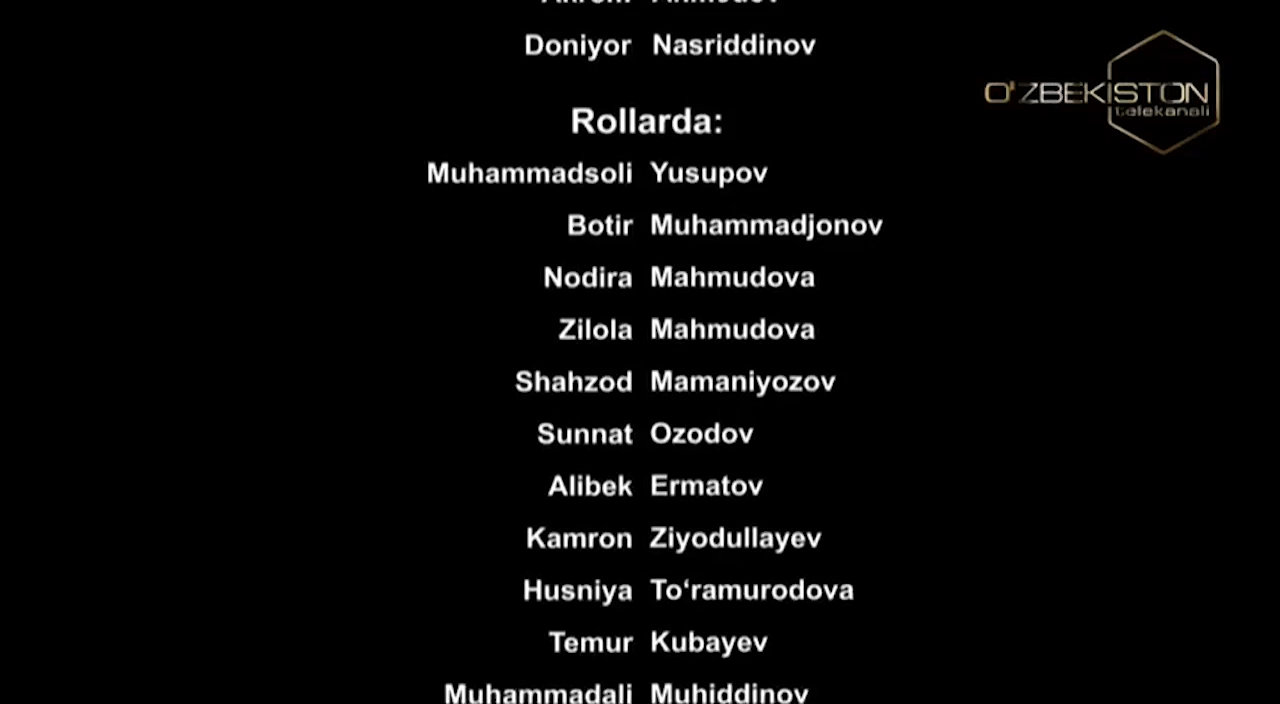 Doniyor Nasriddinov
O'ZBEKISTON
telekanali
Rollarda:
Muhammadsoli Yusupov
Botir Muhammadjonov
Nodira Mahmudova
Zilola Mahmudova
Shahzod Mamaniyozov
Sunnat Ozodov
Alibek Ermatov
Kamron Ziyodullayev
Husniya To‘ramurodova
Temur Kubayev
Muhammadali Muhiddinov